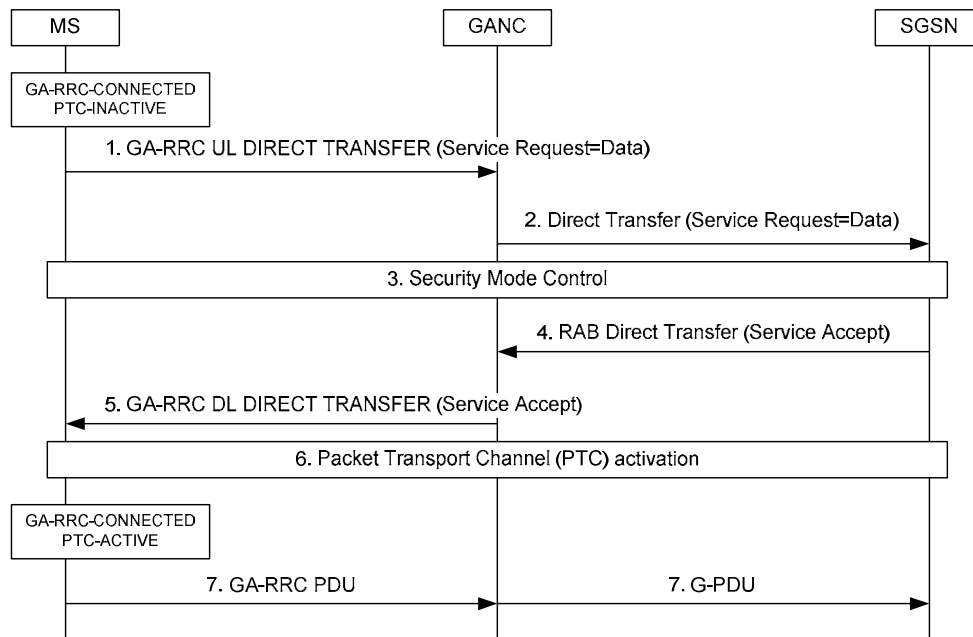 MS
GANC
SGSN
GA-RRC-CONNECTED
PTC-INACTIVE
1. GA-RRC UL DIRECT TRANSFER (Service Request=Data)
2. Direct Transfer (Service Request=Data)
3. Security Mode Control
4. RAB Direct Transfer (Service Accept)
5. GA-RRC DL DIRECT TRANSFER (Service Accept)
6. Packet Transport Channel (PTC) activation
GA-RRC-CONNECTED
PTC-ACTIVE
7. GA-RRC PDU
7. G-PDU